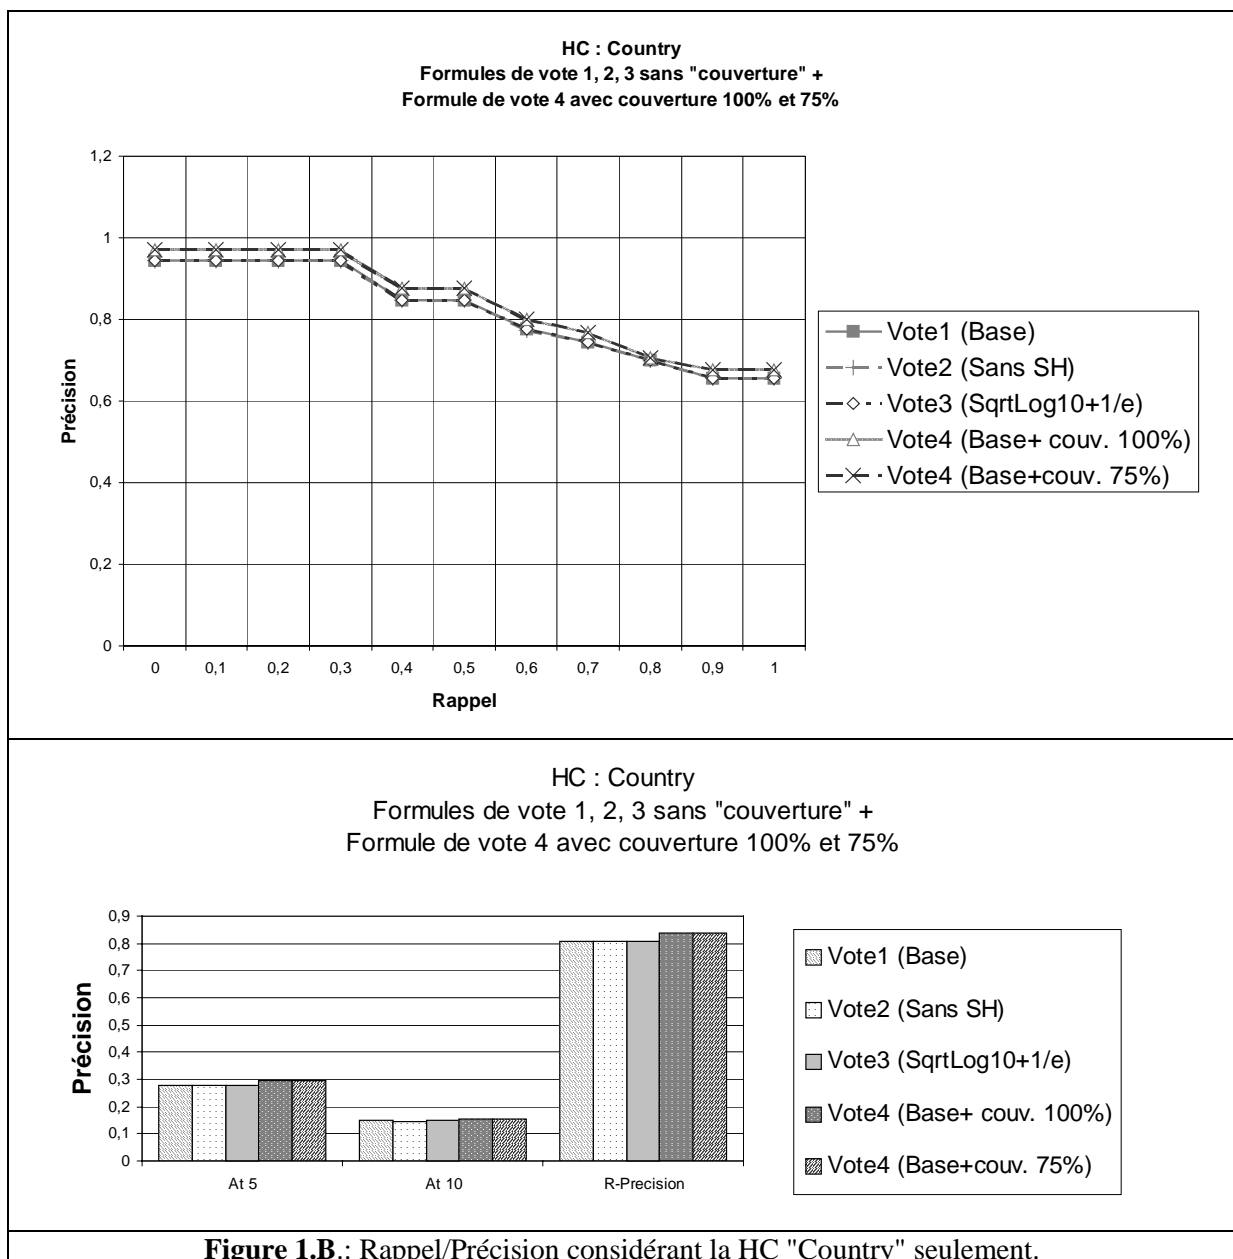 HC : Country
Formules de vote 1, 2, 3 sans "couverture" +
Formule de vote 4 avec couverture 100% et 75%
1,2
1
0,8
0,6
0,4
0,2
0
Précision
0 0,1 0,2 0,3 0,4 0,5 0,6 0,7 0,8 0,9 1
Rappel
Vote1 (Base)
Vote2 (Sans SH)
Vote3 (SqrtLog10+1/e)
Vote4 (Base+ couv. 100%)
Vote4 (Base+couv. 75%)
HC : Country
Formules de vote 1, 2, 3 sans "couverture" +
Formule de vote 4 avec couverture 100% et 75%
0,9
0,8
0,7
0,6
0,5
0,4
0,3
0,2
0,1
0
Précision
At 5 At 10 R-Precision
Vote1 (Base)
Vote2 (Sans SH)
Vote3 (SqrtLog10+1/e)
Vote4 (Base+ couv. 100%)
Vote4 (Base+couv. 75%)
Figure 1.B.: Rappel/Précision considérant la HC "Country" seulement.